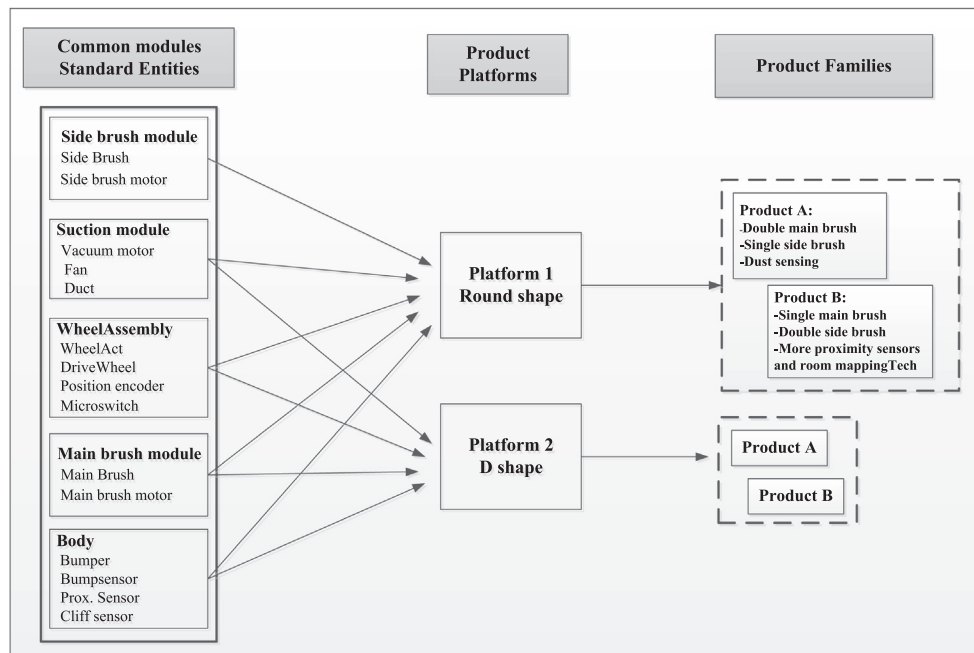 Common modules
Standard Entities
Product
Platforms
Product Families
Side brush module
Side Brush
Side brush motor
Suction module
Vacuum motor
Fan
Duct
WheelAssembly
WheelAct
DriveWheel
Position encoder
Microswitch
Main brush module
Main Brush
Main brush motor
Body
Bumper
Bumpsensor
Prox. Sensor
Cliff sensor
Platform 1
Round shape
Platform 2
D shape
Product A:
-Double main brush
-Single side brush
-Dust sensing
Product B:
-Single main brush
-Double side brush
-More proximity sensors
and room mappingTech
Product A
Product B